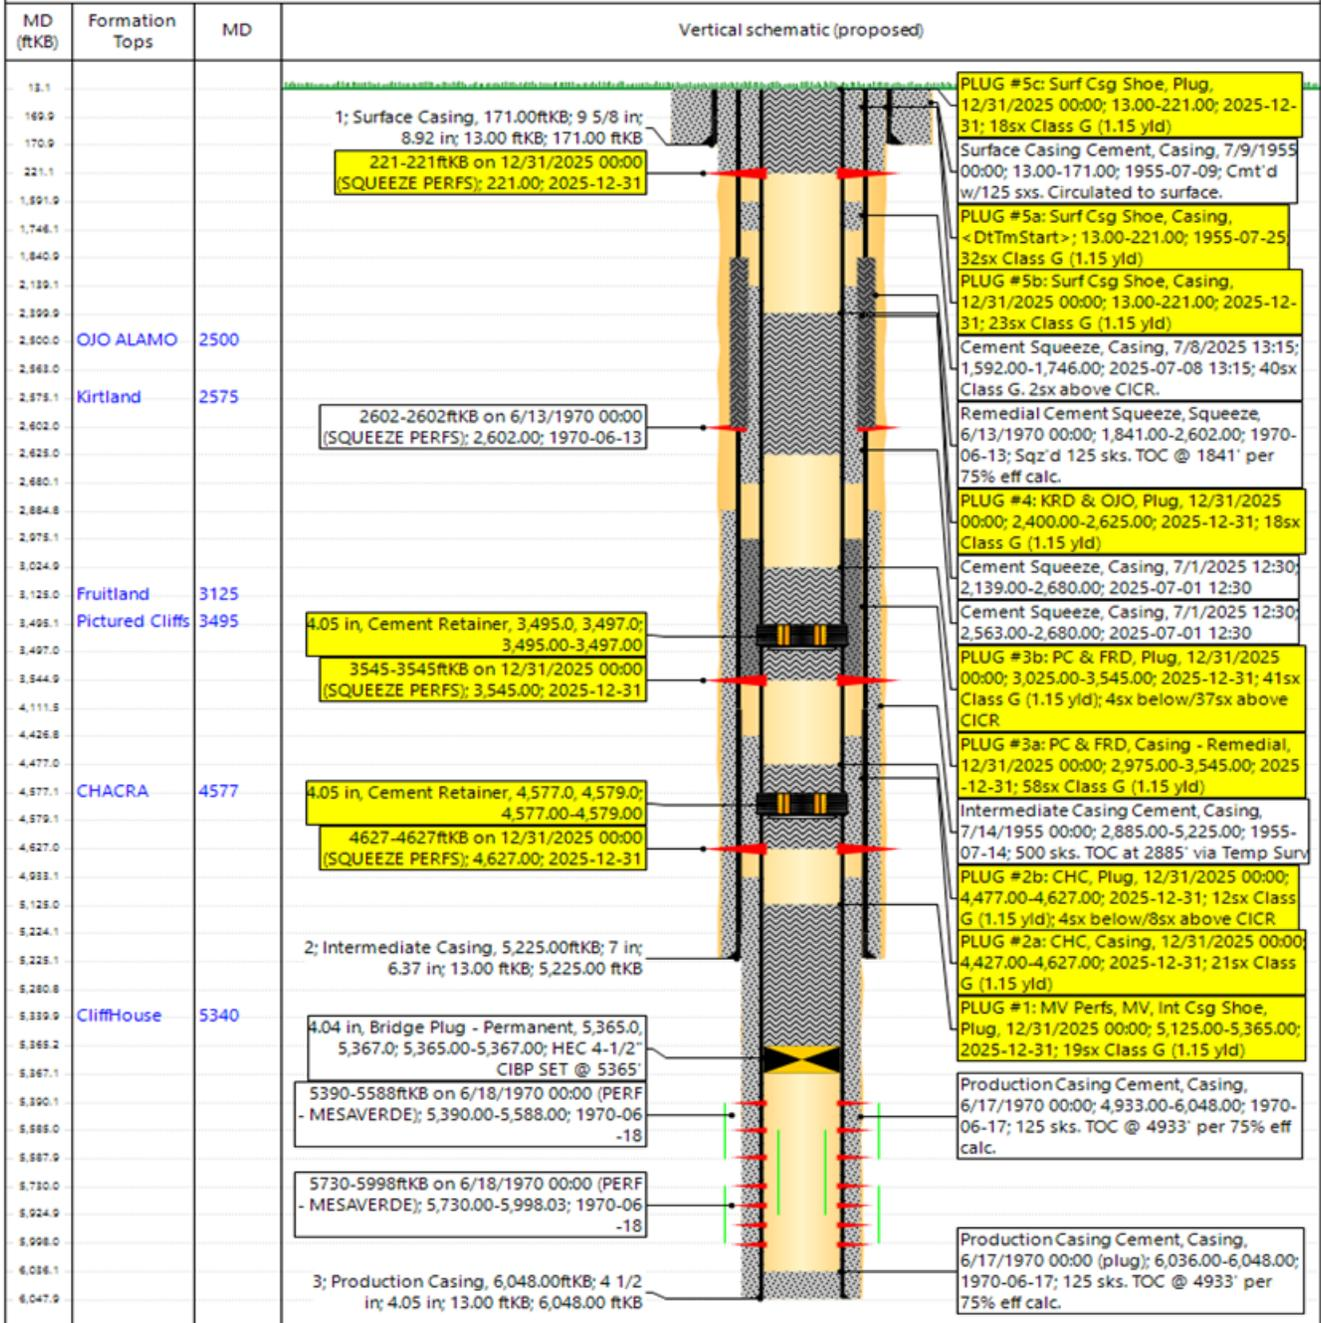 MD
(ftKB)
Formation
Tops
MD
Vertical schematic (proposed)
13.1
169.9
170.9
221.1
1,591.9
1,746.1
1,840.9
2,139.1
2,399.9
2,500.0
2,563.0
2,575.1
2,602.0
2,625.0
2,680.1
2,884.8
2,975.1
3,024.9
3,125.0
3,495.1
3,497.0
3,544.9
4,111.5
4,426.8
4,477.0
4,577.1
4,579.1
4,627.0
4,933.1
5,125.0
5,224.1
5,225.1
5,280.8
5,339.9
5,365.2
5,367.1
5,390.1
5,585.0
5,587.9
5,730.0
5,924.9
5,998.0
6,036.1
6,047.9
OJO ALAMO 2500
Kirtland 2575
Fruitland 3125
Pictured Cliffs 3495
CHACRA 4577
CliffHouse 5340
1; Surface Casing, 171.00ftKB; 9 5/8 in;
8.92 in; 13.00 ftKB; 171.00 ftKB
221-221ftKB on 12/31/2025 00:00
(SQUEEZE PERFS); 221.00; 2025-12-31
2602-2602ftKB on 6/13/1970 00:00
(SQUEEZE PERFS); 2,602.00; 1970-06-13
4.05 in, Cement Retainer, 3,495.0, 3,497.0;
3,495.00-3,497.00
3545-3545ftKB on 12/31/2025 00:00
(SQUEEZE PERFS); 3,545.00; 2025-12-31
4.05 in, Cement Retainer, 4,577.0, 4,579.0;
4,577.00-4,579.00
4627-4627ftKB on 12/31/2025 00:00
(SQUEEZE PERFS); 4,627.00; 2025-12-31
2; Intermediate Casing, 5,225.00ftKB; 7 in;
6.37 in; 13.00 ftKB; 5,225.00 ftKB
4.04 in, Bridge Plug - Permanent, 5,365.0,
5,367.0; 5,365.00-5,367.00; HEC 4-1/2"
CIBP SET @ 5365'
5390-5588ftKB on 6/18/1970 00:00 (PERF
- MESAVERDE); 5,390.00-5,588.00; 1970-06
-18
5730-5998ftKB on 6/18/1970 00:00 (PERF
- MESAVERDE); 5,730.00-5,998.03; 1970-06
-18
3; Production Casing, 6,048.00ftKB; 4 1/2
in; 4.05 in; 13.00 ftKB; 6,048.00 ftKB
PLUG #5c: Surf Csg Shoe, Plug,
12/31/2025 00:00; 13.00-221.00; 2025-12-
31; 18sx Class G (1.15 yld)
Surface Casing Cement, Casing, 7/9/1955
00:00; 13.00-171.00; 1955-07-09; Cmt'd
w/125 sxs. Circulated to surface.
PLUG #5a: Surf Csg Shoe, Casing,
<DtTmStart>; 13.00-221.00; 1955-07-25;
32sx Class G (1.15 yld)
PLUG #5b: Surf Csg Shoe, Casing,
12/31/2025 00:00; 13.00-221.00; 2025-12-
31; 23sx Class G (1.15 yld)
Cement Squeeze, Casing, 7/8/2025 13:15;
1,592.00-1,746.00; 2025-07-08 13:15; 40sx
Class G. 2sx above CICR.
Remedial Cement Squeeze, Squeeze,
6/13/1970 00:00; 1,841.00-2,602.00; 1970-
06-13; Sqz'd 125 sks. TOC @ 1841' per
75% eff calc.
PLUG #4: KRD & OJO, Plug, 12/31/2025
00:00; 2,400.00-2,625.00; 2025-12-31; 18sx
Class G (1.15 yld)
Cement Squeeze, Casing, 7/1/2025 12:30;
2,139.00-2,680.00; 2025-07-01 12:30
Cement Squeeze, Casing, 7/1/2025 12:30;
2,563.00-2,680.00; 2025-07-01 12:30
PLUG #3b: PC & FRD, Plug, 12/31/2025
00:00; 3,025.00-3,545.00; 2025-12-31; 41sx
Class G (1.15 yld); 4sx below/37sx above
CICR
PLUG #3a: PC & FRD, Casing - Remedial,
12/31/2025 00:00; 2,975.00-3,545.00; 2025
-12-31; 58sx Class G (1.15 yld)
Intermediate Casing Cement, Casing,
7/14/1955 00:00; 2,885.00-5,225.00; 1955-
07-14; 500 sks. TOC at 2885' via Temp Surv
PLUG #2b: CHC, Plug, 12/31/2025 00:00;
4,477.00-4,627.00; 2025-12-31; 12sx Class
G (1.15 yld); 4sx below/8sx above CICR
PLUG #2a: CHC, Casing, 12/31/2025 00:00;
4,427.00-4,627.00; 2025-12-31; 21sx Class
G (1.15 yld)
PLUG #1: MV Perfs, MV, Int Csg Shoe,
Plug, 12/31/2025 00:00; 5,125.00-5,365.00;
2025-12-31; 19sx Class G (1.15 yld)
Production Casing Cement, Casing,
6/17/1970 00:00; 4,933.00-6,048.00; 1970-
06-17; 125 sks. TOC @ 4933' per 75% eff
calc.
Production Casing Cement, Casing,
6/17/1970 00:00 (plug); 6,036.00-6,048.00;
1970-06-17; 125 sks. TOC @ 4933' per
75% eff calc.